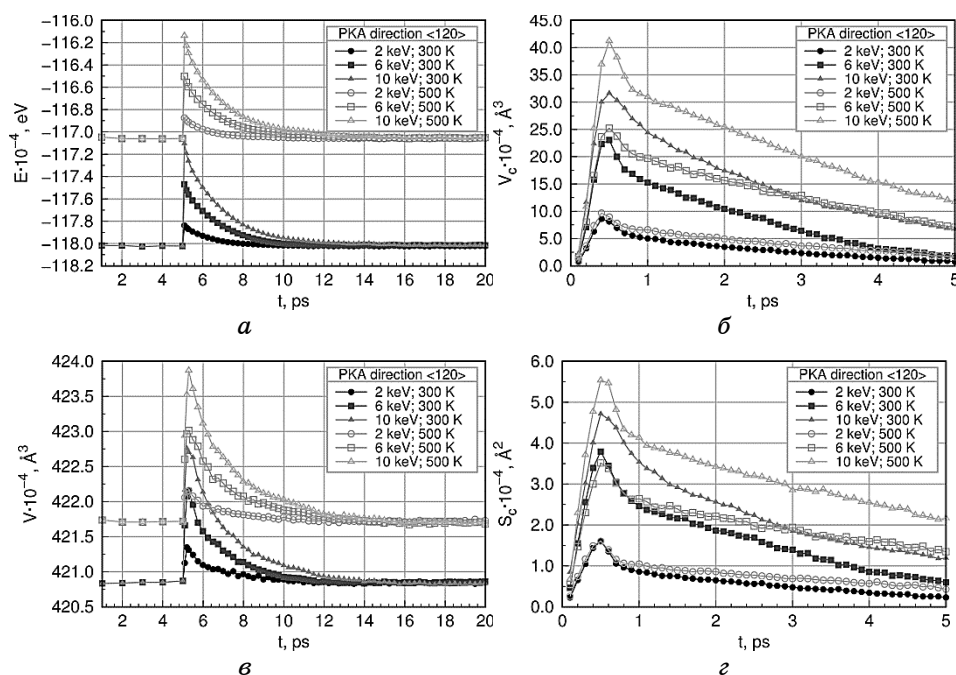 E·10⁻⁴, eV
−116.0
−116.2
−116.4
−116.6
−116.8
−117.0
−117.2
−117.4
−117.6
−117.8
−118.0
−118.2
PKA direction <120>
2 keV; 300 K
6 keV; 300 K
10 keV; 300 K
2 keV; 500 K
6 keV; 500 K
10 keV; 500 K
2 4 6 8 10 12 14 16 18 20
t, ps
а
V_c·10⁻⁴, Å³
45.0
40.0
35.0
30.0
25.0
20.0
15.0
10.0
5.0
0.0
PKA direction <120>
2 keV; 300 K
6 keV; 300 K
10 keV; 300 K
2 keV; 500 K
6 keV; 500 K
10 keV; 500 K
0 1 2 3 4 5
t, ps
б
V·10⁻⁴, Å³
424.0
423.5
423.0
422.5
422.0
421.5
421.0
420.5
PKA direction <120>
2 keV; 300 K
6 keV; 300 K
10 keV; 300 K
2 keV; 500 K
6 keV; 500 K
10 keV; 500 K
2 4 6 8 10 12 14 16 18 20
t, ps
в
S_c·10⁻⁴, Å²
6.0
5.0
4.0
3.0
2.0
1.0
0.0
PKA direction <120>
2 keV; 300 K
6 keV; 300 K
10 keV; 300 K
2 keV; 500 K
6 keV; 500 K
10 keV; 500 K
0 1 2 3 4 5
t, ps
г